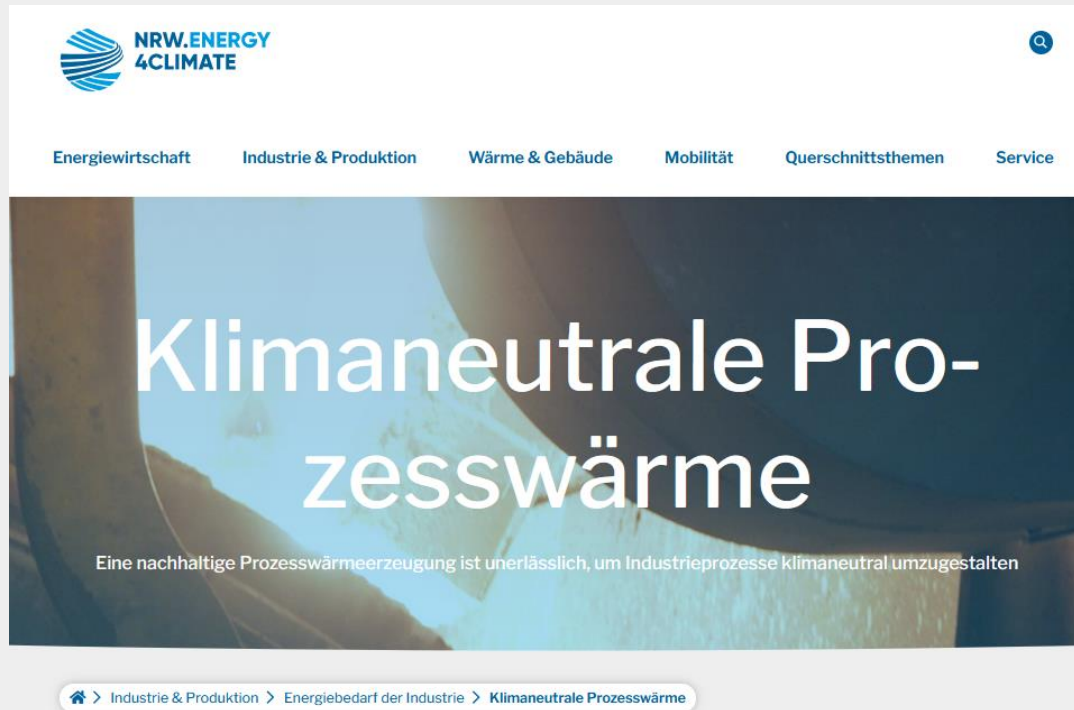 NRW.ENERGY
4CLIMATE
Energiewirtschaft Industrie & Produktion Wärme & Gebäude Mobilität Querschnittsthemen Service
Klimaneutrale Pro-
zesswärme
Eine nachhaltige Prozesswärmeerzeugung ist unerlässlich, um Industrieprozesse klimaneutral umzugestalten
> Industrie & Produktion > Energiebedarf der Industrie > Klimaneutrale Prozesswärme